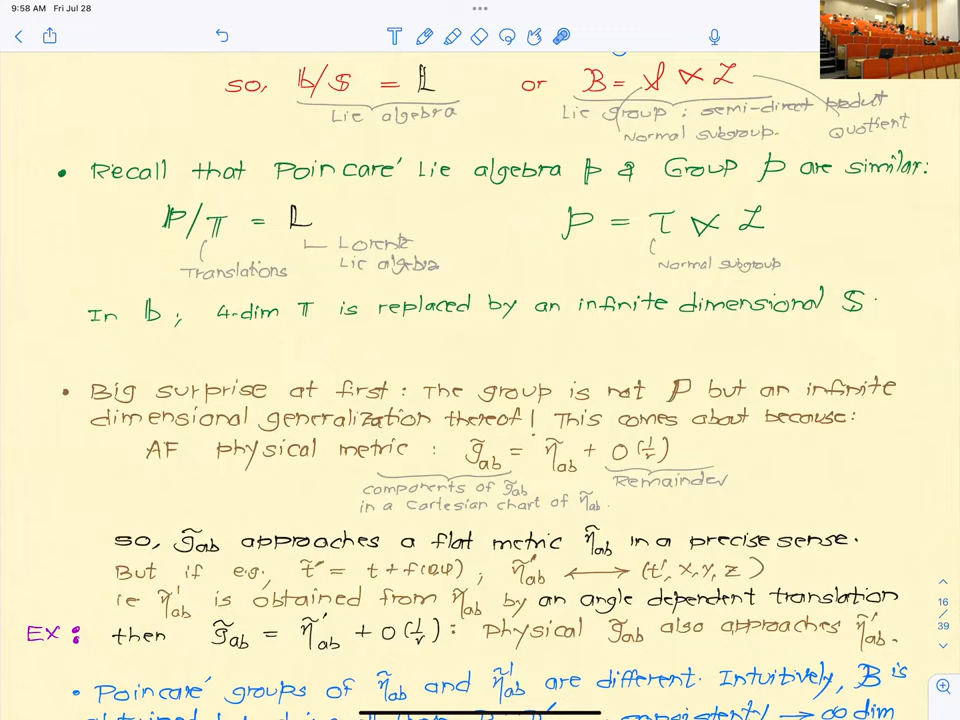 9:58 AM Fri Jul 28
so, 𝕓/𝕊 = 𝕃 or B = 𝒮 ⋉ ℒ
Lie algebra
Lie group : semi-direct Product
Normal subgroup.
Quotient
• Recall that Poincare' Lie algebra 𝕡 & Group P are similar:
𝕡/𝕋 = 𝕃 P = 𝒯 ⋉ ℒ
Lorentz
Lie algebra
Translations
Normal subgroup
In 𝕓, 4-dim 𝕋 is replaced by an infinite dimensional 𝕊.
• Big surprise at first: The group is not P but an infinite
dimensional generalization thereof! This comes about because:
AF physical metric : g̃ab = η̃ab + O(1/r)
components of g̃ab
in a Cartesian chart of η̃ab.
Remainder
so, g̃ab approaches a flat metric η̃ab in a precise sense.
But if e.g., t̃' = t + f(θ,φ) ; η̃'ab ⟷ (t', x, y, z)
ie η̃'ab is obtained from η̃ab by an angle dependent translation
EX: then g̃ab = η̃'ab + O(1/r) : physical g̃ab also approaches η̃'ab.
• Poincare' groups of η̃ab and η̃'ab are different. Intuitively, B is
consistency → ∞ dim
16
/
39